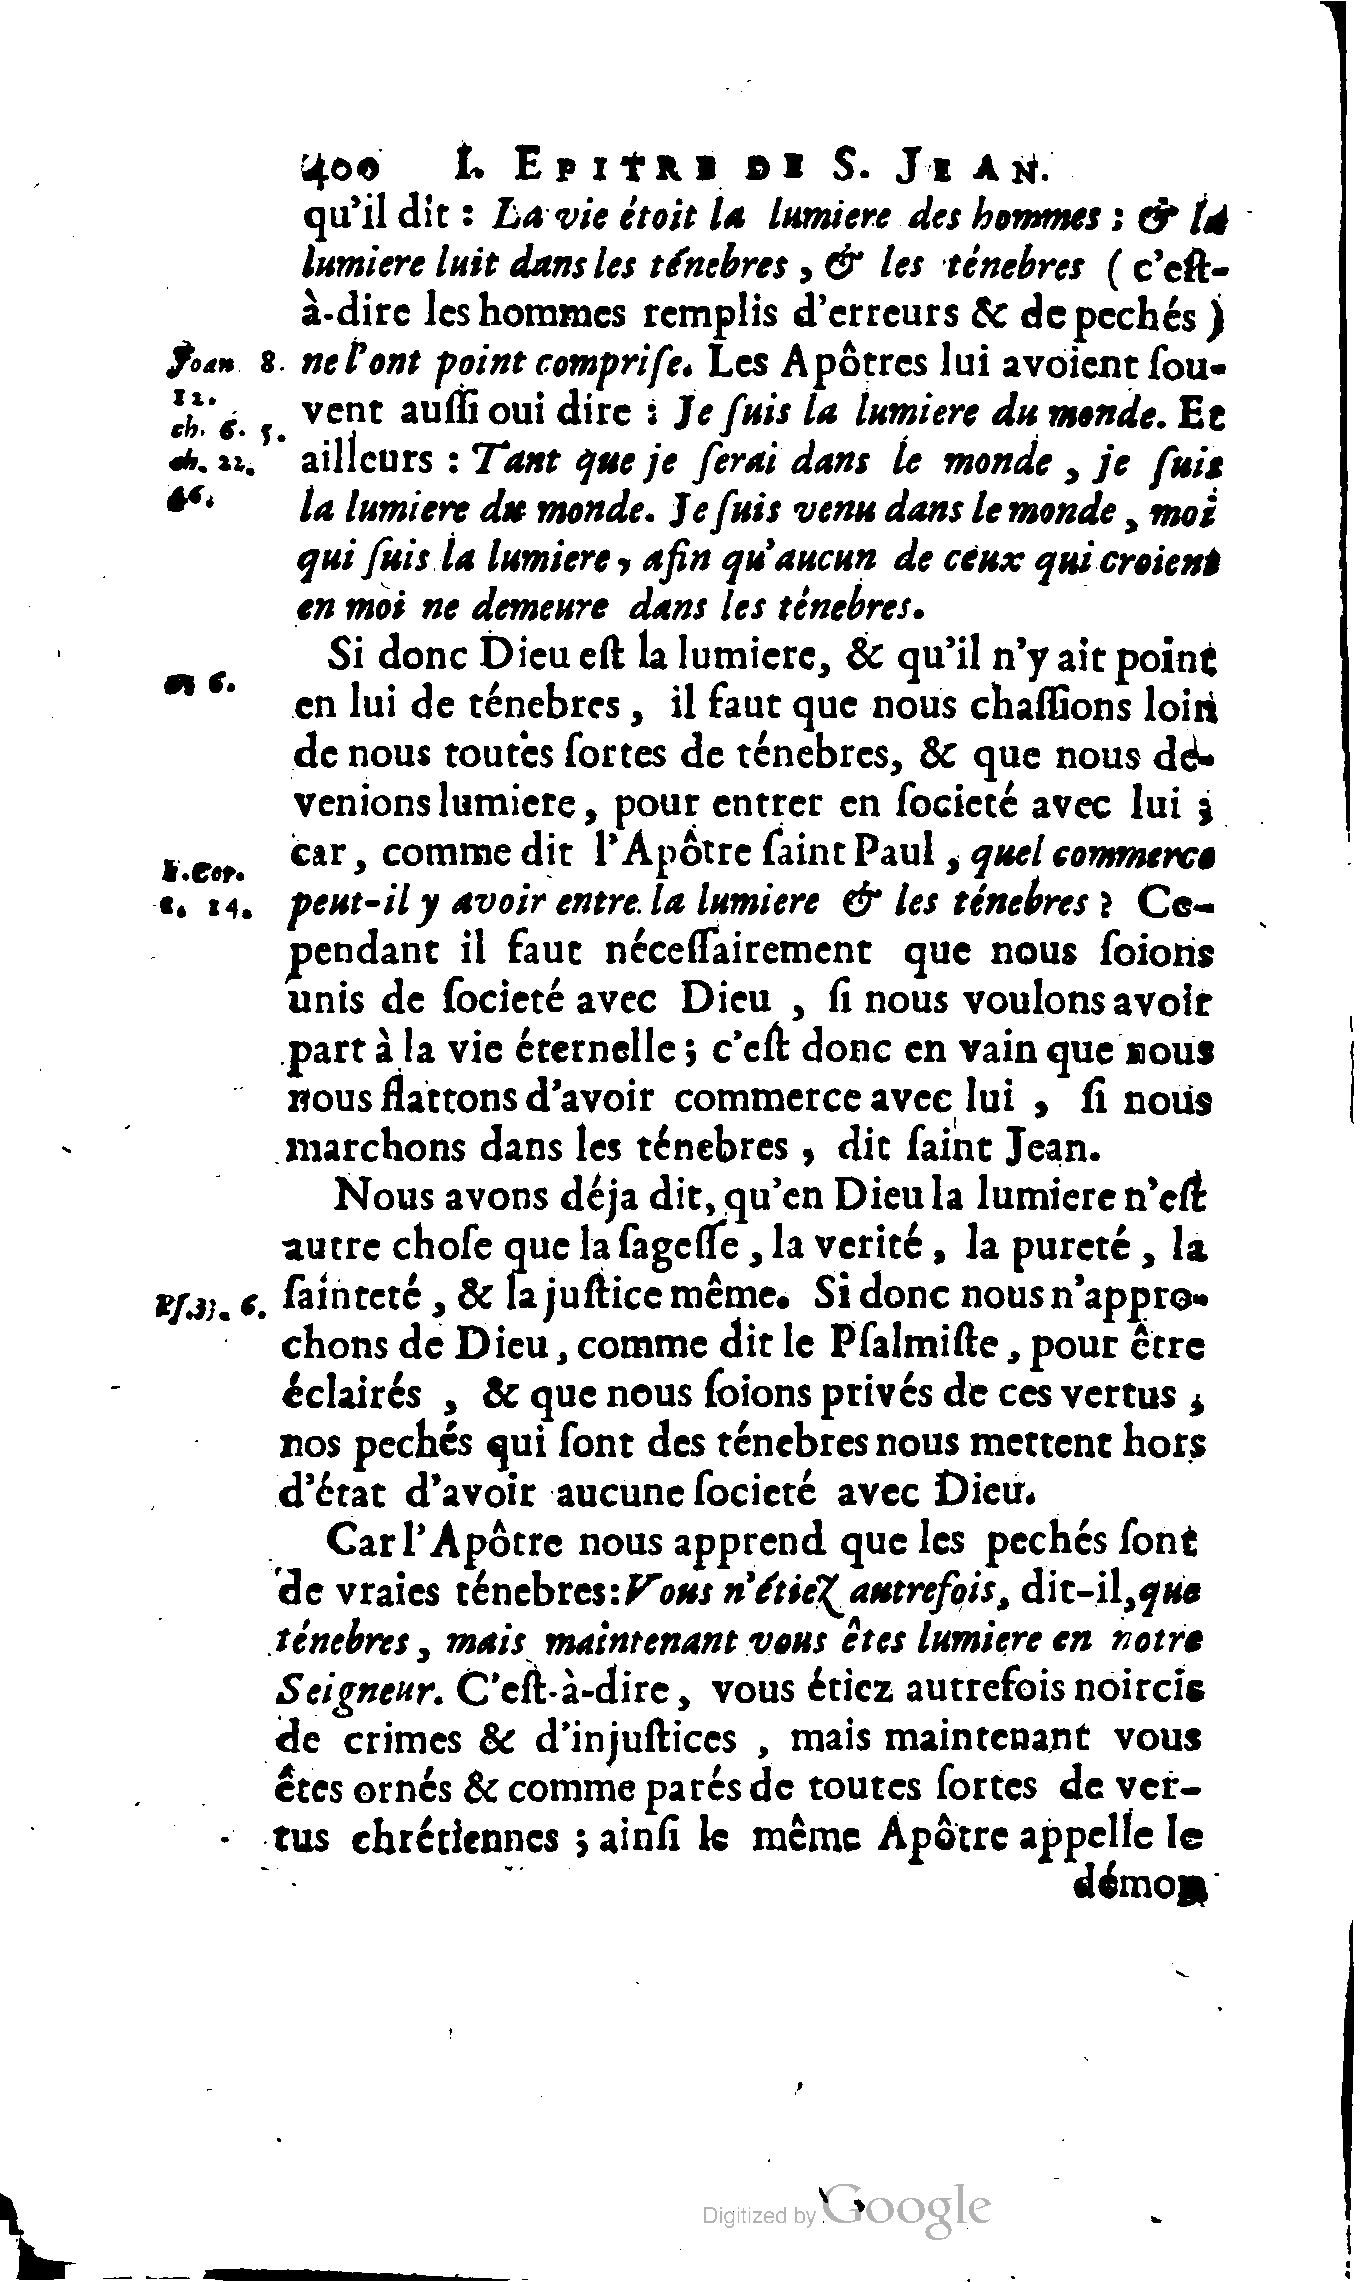 400 I. EPITRE DE S. JEAN.
qu'il dit : La vie étoit la lumiere des hommes ; & la
lumiere luit dans les ténebres , & les ténebres ( c'eſt-
à-dire les hommes remplis d'erreurs & de pechés )
Joan 8. ne l'ont point compriſe. Les Apôtres lui avoient ſou-
12. vent auſſi oui dire : Je ſuis la lumiere du monde. Et
ch. 6. 5.
ch. 22. ailleurs : Tant que je ſerai dans le monde , je ſuis
46. la lumiere du monde. Je ſuis venu dans le monde , moi
qui ſuis la lumiere , afin qu'aucun de ceux qui croient
en moi ne demeure dans les ténebres.
Si donc Dieu eſt la lumiere, & qu'il n'y ait point
6. en lui de ténebres , il faut que nous chaſſions loin
de nous toutes ſortes de ténebres, & que nous de-
venions lumiere , pour entrer en ſocieté avec lui ;
car , comme dit l'Apôtre ſaint Paul , quel commerce
Cor.
14. peut-il y avoir entre la lumiere & les ténebres ? Ce-
pendant il faut néceſſairement que nous ſoions
unis de ſocieté avec Dieu , ſi nous voulons avoir
part à la vie éternelle ; c'eſt donc en vain que nous
nous flattons d'avoir commerce avec lui , ſi nous
marchons dans les ténebres , dit ſaint Jean.
Nous avons déja dit, qu'en Dieu la lumiere n'eſt
autre choſe que la ſageſſe , la verité , la pureté , la
Pſ.33. 6. ſainteté , & la juſtice même. Si donc nous n'appro-
chons de Dieu , comme dit le Pſalmiſte , pour être
éclairés , & que nous ſoions privés de ces vertus ,
nos pechés qui ſont des ténebres nous mettent hors
d'état d'avoir aucune ſocieté avec Dieu.
Car l'Apôtre nous apprend que les pechés ſont
de vraies ténebres : Vous n'étiez autrefois, dit-il, que
ténebres , mais maintenant vous êtes lumiere en notre
Seigneur. C'eſt-à-dire , vous étiez autrefois noircis
de crimes & d'injuſtices , mais maintenant vous
êtes ornés & comme parés de toutes ſortes de ver-
tus chrétiennes ; ainſi le même Apôtre appelle le
démon
Digitized by Google